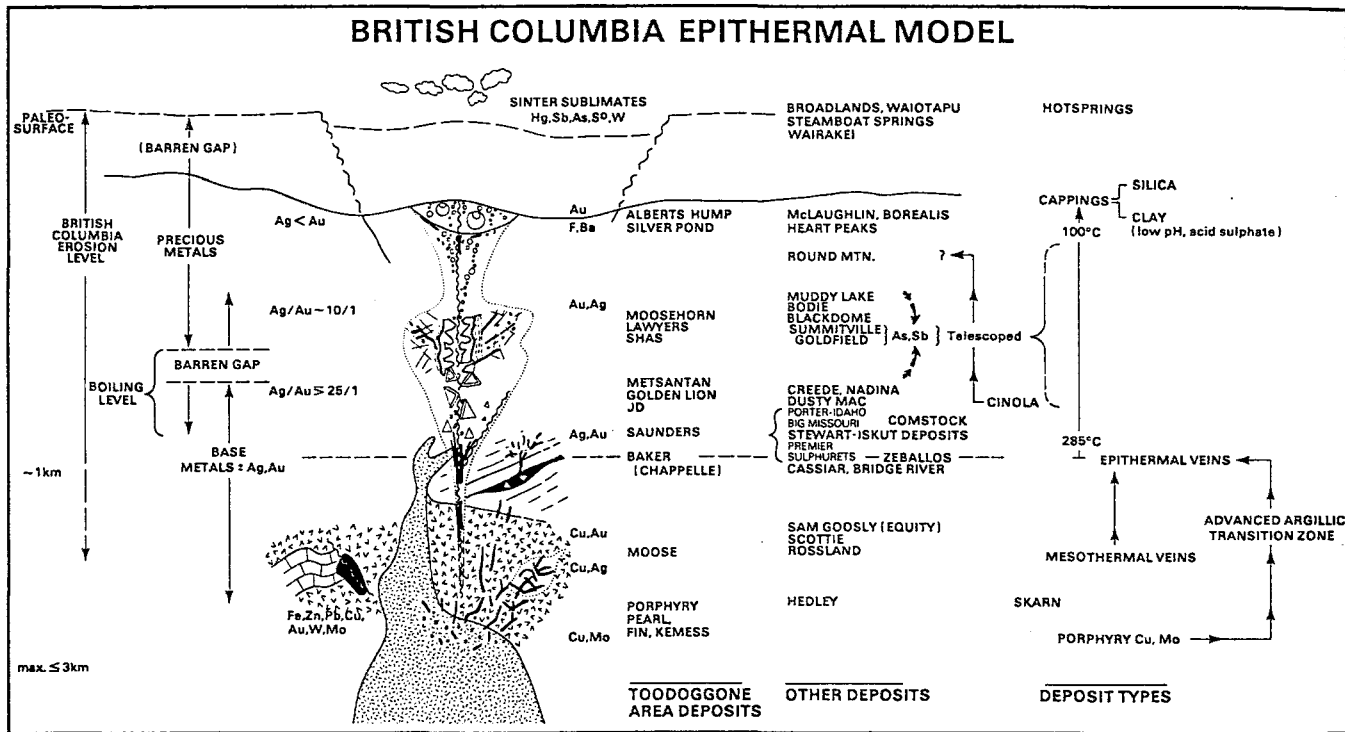 BRITISH COLUMBIA EPITHERMAL MODEL
PALEO-
SURFACE
(BARREN GAP)
BRITISH
COLUMBIA
EROSION
LEVEL
PRECIOUS
METALS
BARREN GAP
BOILING
LEVEL
BASE
METALS ± Ag,Au
~1km
max. ≤ 3km
Ag < Au
Ag/Au ~ 10/1
Ag/Au ≤ 25/1
SINTER SUBLIMATES
Hg,Sb,As,S°,W
Au
F,Ba
Au,Ag
Ag,Au
Cu,Au
Cu,Ag
Cu,Mo
Fe,Zn,Pb,Cu,
Au,W,Mo
ALBERTS HUMP
SILVER POND
MOOSEHORN
LAWYERS
SHAS
METSANTAN
GOLDEN LION
JD
SAUNDERS
BAKER
(CHAPPELLE)
MOOSE
PORPHYRY
PEARL,
FIN, KEMESS
TOODOGGONE
AREA DEPOSITS
BROADLANDS, WAIOTAPU
STEAMBOAT SPRINGS
WAIRAKEI
McLAUGHLIN, BOREALIS
HEART PEAKS
ROUND MTN.
?
MUDDY LAKE
BODIE
BLACKDOME
SUMMITVILLE
GOLDFIELD
As,Sb
Telescoped
CREEDE, NADINA
DUSTY MAC
CINOLA
PORTER-IDAHO
BIG MISSOURI
COMSTOCK
STEWART-ISKUT DEPOSITS
PREMIER
SULPHURETS
ZEBALLOS
CASSIAR, BRIDGE RIVER
SAM GOOSLY (EQUITY)
SCOTTIE
ROSSLAND
HEDLEY
OTHER DEPOSITS
HOTSPRINGS
CAPPINGS
SILICA
CLAY
(low pH, acid sulphate)
100°C
285°C
EPITHERMAL VEINS
ADVANCED ARGILLIC
TRANSITION ZONE
MESOTHERMAL VEINS
SKARN
PORPHYRY Cu, Mo
DEPOSIT TYPES